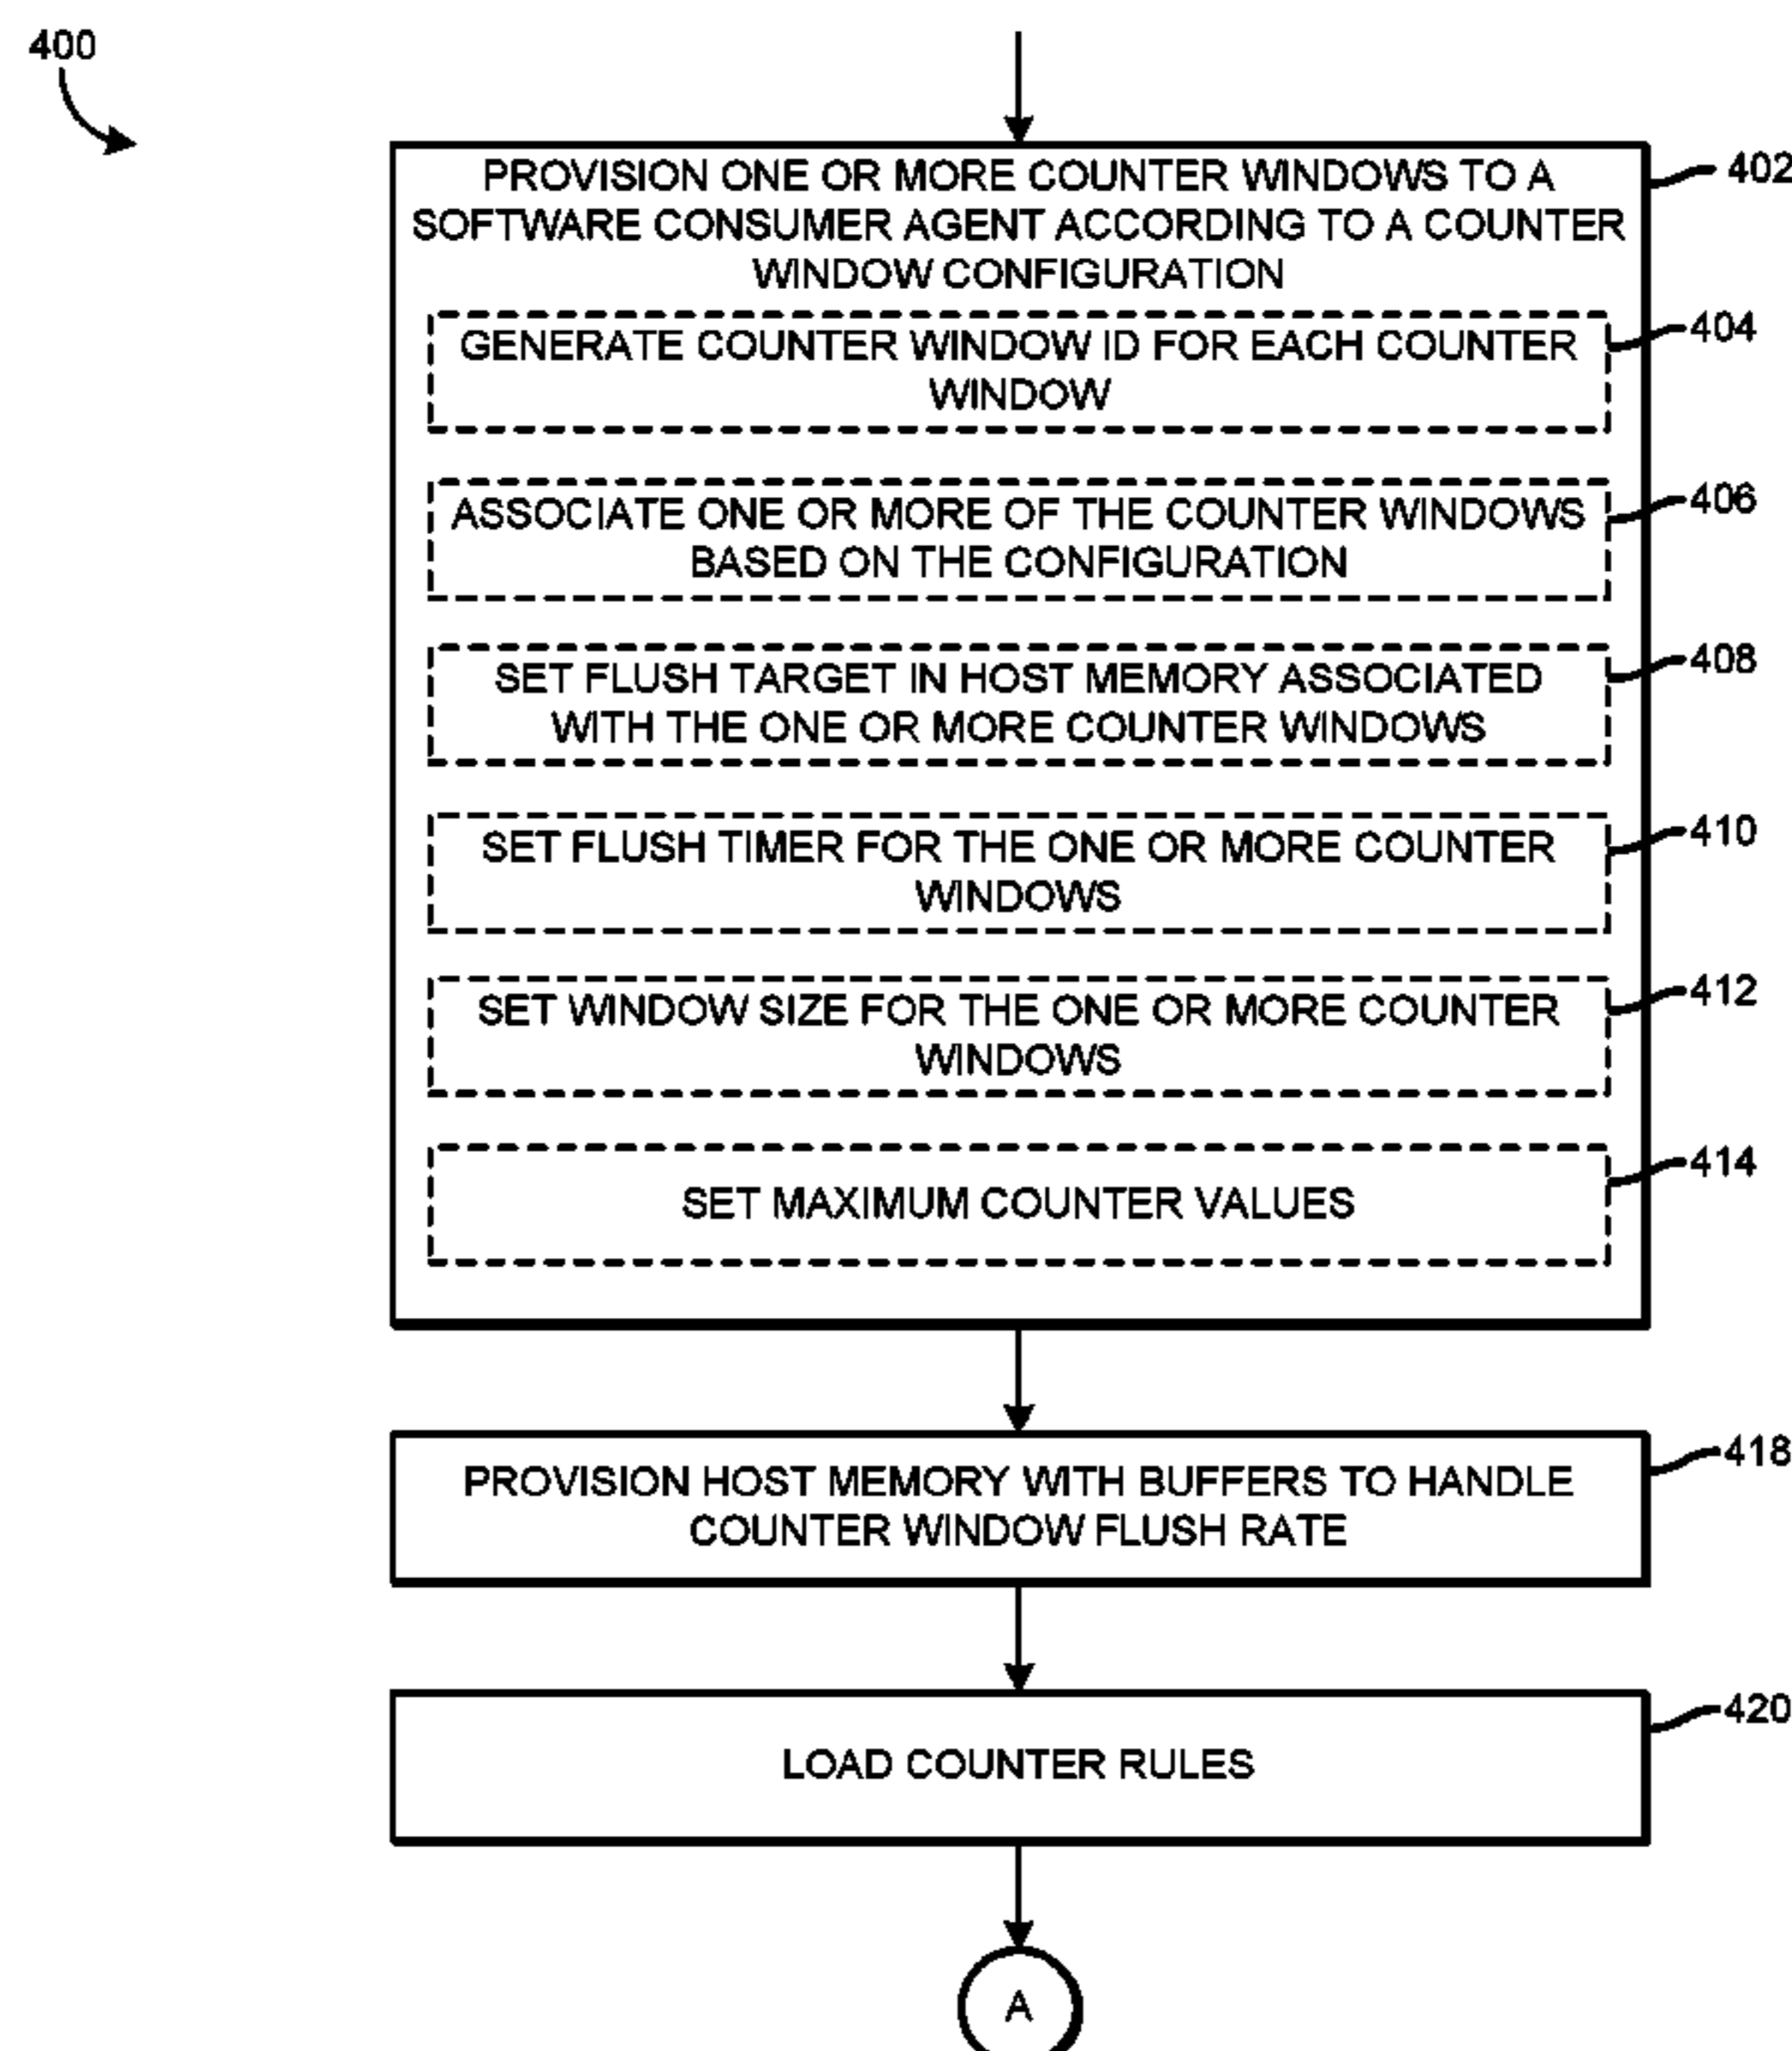 400
PROVISION ONE OR MORE COUNTER WINDOWS TO A
SOFTWARE CONSUMER AGENT ACCORDING TO A COUNTER
WINDOW CONFIGURATION
402
GENERATE COUNTER WINDOW ID FOR EACH COUNTER
WINDOW
404
ASSOCIATE ONE OR MORE OF THE COUNTER WINDOWS
BASED ON THE CONFIGURATION
406
SET FLUSH TARGET IN HOST MEMORY ASSOCIATED
WITH THE ONE OR MORE COUNTER WINDOWS
408
SET FLUSH TIMER FOR THE ONE OR MORE COUNTER
WINDOWS
410
SET WINDOW SIZE FOR THE ONE OR MORE COUNTER
WINDOWS
412
SET MAXIMUM COUNTER VALUES
414
PROVISION HOST MEMORY WITH BUFFERS TO HANDLE
COUNTER WINDOW FLUSH RATE
418
LOAD COUNTER RULES
420
A